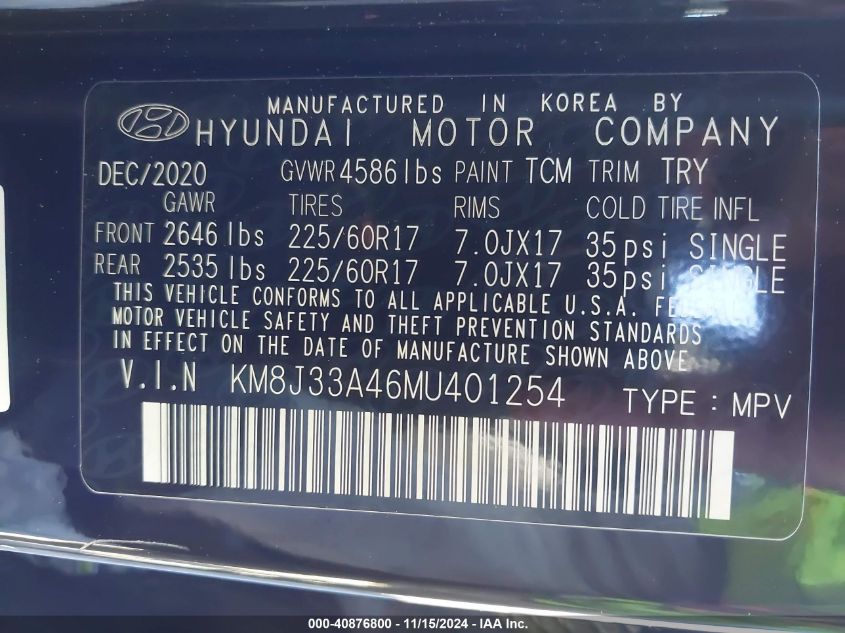 MANUFACTURED IN KOREA BY
HYUNDAI MOTOR COMPANY
DEC/2020 GVWR 4586 lbs PAINT TCM TRIM TRY
GAWR TIRES RIMS COLD TIRE INFL
FRONT 2646 lbs 225/60R17 7.0JX17 35psi SINGLE
REAR 2535 lbs 225/60R17 7.0JX17 35psi SINGLE
THIS VEHICLE CONFORMS TO ALL APPLICABLE U.S.A.
MOTOR VEHICLE SAFETY AND THEFT PREVENTION STANDARDS
IN EFFECT ON THE DATE OF MANUFACTURE SHOWN ABOVE
V.I.N KM8J33A46MU401254 TYPE : MPV
000-40876800 - 11/15/2024 - IAA Inc.